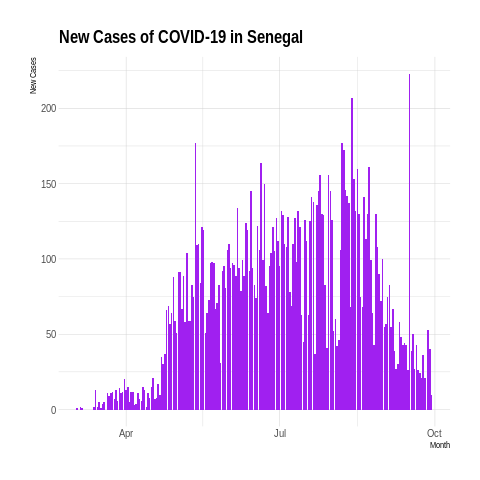 New Cases of COVID-19 in Senegal
New Cases
200
150
100
50
0
Apr
Jul
Oct
Month